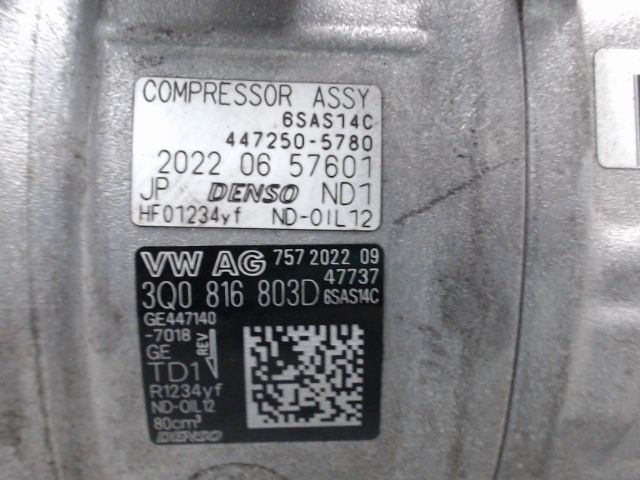 COMPRESSOR ASSY
6SAS14C
447250-5780
2022 06 57601
JP DENSO ND1
HF01234yf ND-OIL12
VW AG 757 2022 09
47737
3Q0 816 803D 6SAS14C
GE447140
-7018
GE REV
TD1
R1234yf
ND-OIL12
80cm³
DENSO